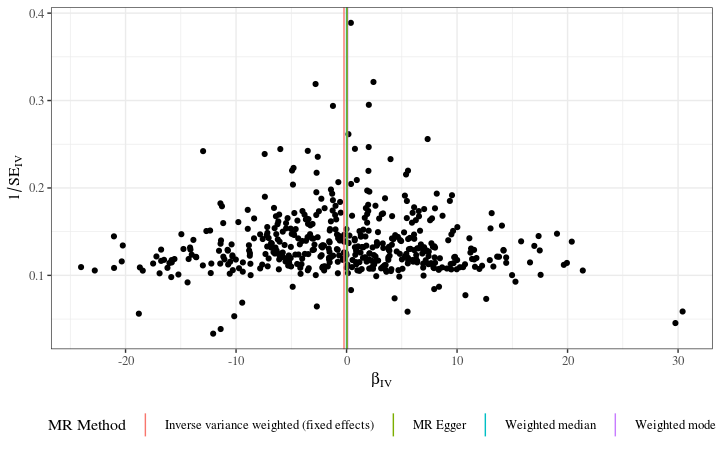 0.4
0.3
0.2
0.1
1/SE_IV
-20 -10 0 10 20 30
β_IV
MR Method Inverse variance weighted (fixed effects) MR Egger Weighted median Weighted mode